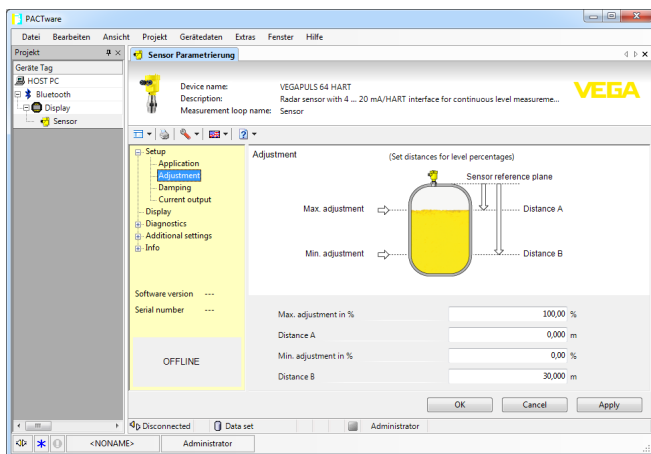 PACTware
Datei Bearbeiten Ansicht Projekt Gerätedaten Extras Fenster Hilfe
Projekt
Sensor Parametrierung
Geräte Tag
HOST PC
Bluetooth
Display
Sensor
Device name: VEGAPULS 64 HART
Description: Radar sensor with 4 ... 20 mA/HART interface for continuous level measureme...
Measurement loop name: Sensor
VEGA
Setup
Application
Adjustment
Damping
Current output
Display
Diagnostics
Additional settings
Info
Software version ---
Serial number ---
OFFLINE
Adjustment
(Set distances for level percentages)
Sensor reference plane
Max. adjustment
Distance A
Min. adjustment
Distance B
Max. adjustment in % 100,00 %
Distance A 0,000 m
Min. adjustment in % 0,00 %
Distance B 30,000 m
OK Cancel Apply
Disconnected Data set Administrator
<NONAME> Administrator